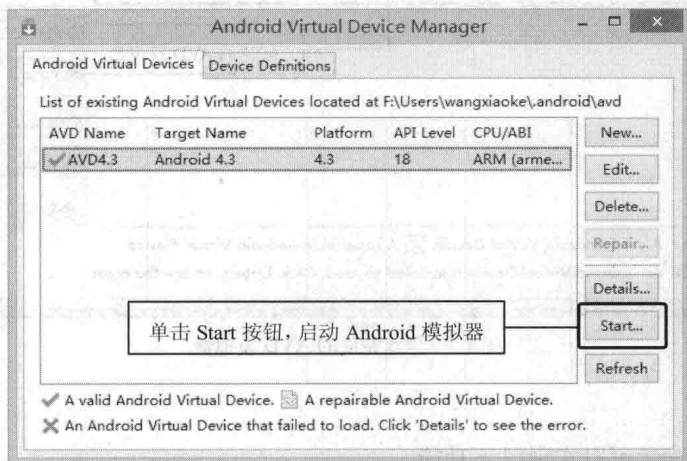 Android Virtual Device Manager
Android Virtual Devices Device Definitions
List of existing Android Virtual Devices located at F:\Users\wangxiaoke\.android\avd
AVD Name Target Name Platform API Level CPU/ABI
AVD4.3 Android 4.3 4.3 18 ARM (arme...
New...
Edit...
Delete...
Repair...
Details...
Start...
Refresh
单击 Start 按钮，启动 Android 模拟器
A valid Android Virtual Device. A repairable Android Virtual Device.
An Android Virtual Device that failed to load. Click 'Details' to see the error.